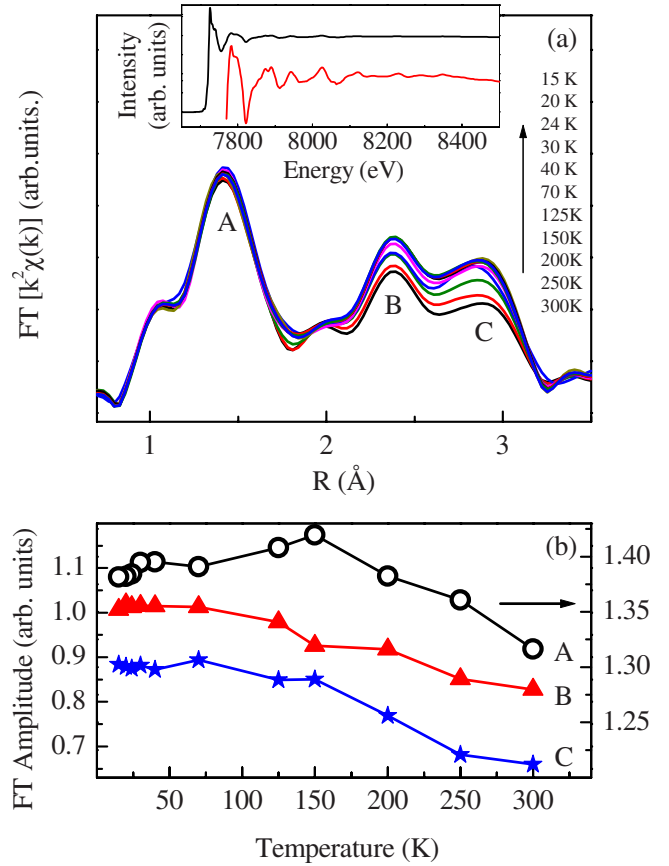 (a)
Intensity
(arb. units)
7800 8000 8200 8400
Energy (eV)
15 K
20 K
24 K
30 K
40 K
70 K
125K
150K
200K
250K
300K
A
B
C
FT [k²χ(k)] (arb.units.)
1 2 3
R (Å)
(b)
FT Amplitude (arb. units)
1.1
1.0
0.9
0.8
0.7
1.40
1.35
1.30
1.25
A
B
C
50 100 150 200 250 300
Temperature (K)